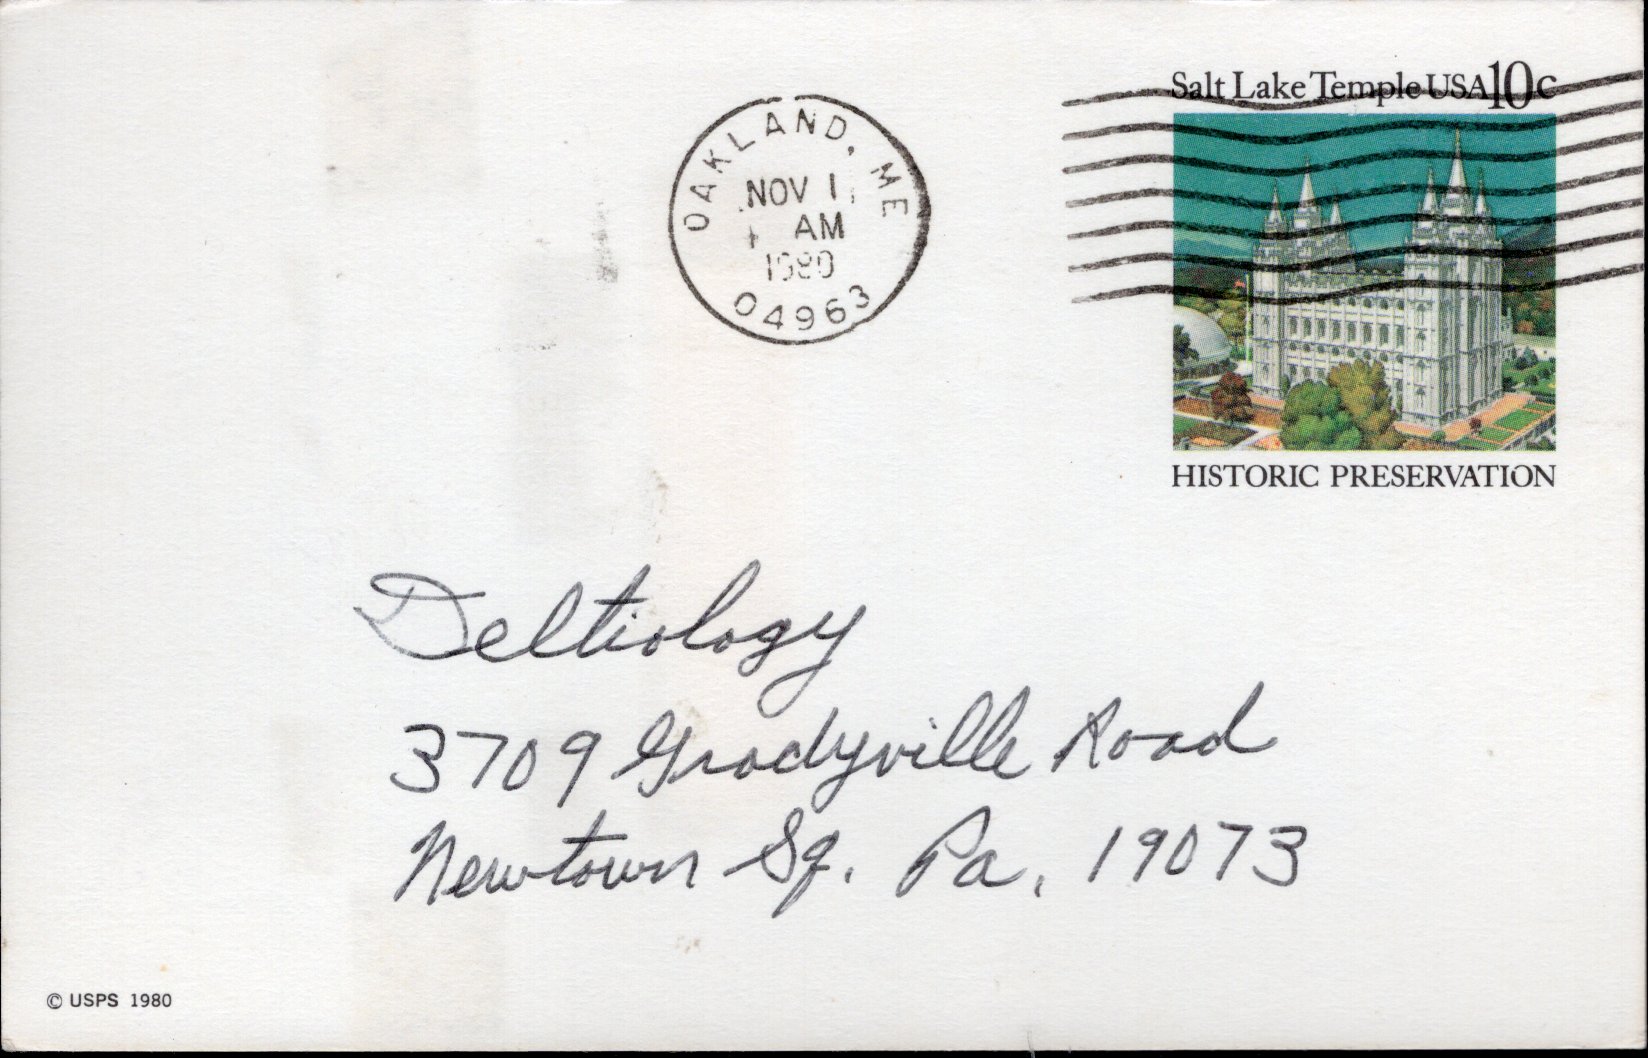 Salt Lake Temple USA 10c
OAKLAND, ME
NOV 1
AM
1980
04963
HISTORIC PRESERVATION
Deltiology
3709 Gradyville Road
Newtown Sq. Pa. 19073
© USPS 1980